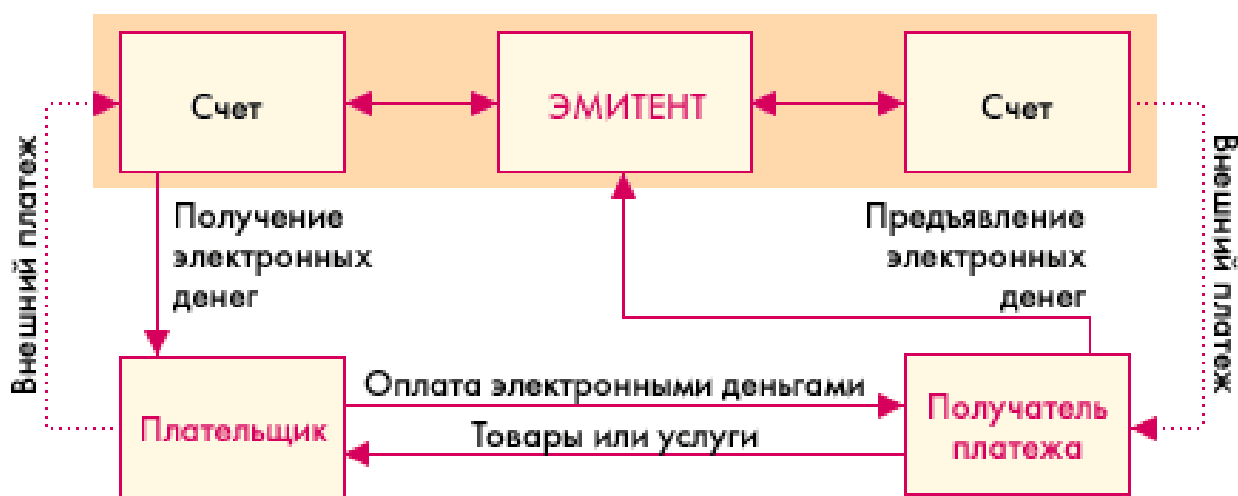 Счет
ЭМИТЕНТ
Счет
Внешний платеж
Внешний платеж
Получение
электронных
денег
Предъявление
электронных
денег
Плательщик
Оплата электронными деньгами
Товары или услуги
Получатель
платежа